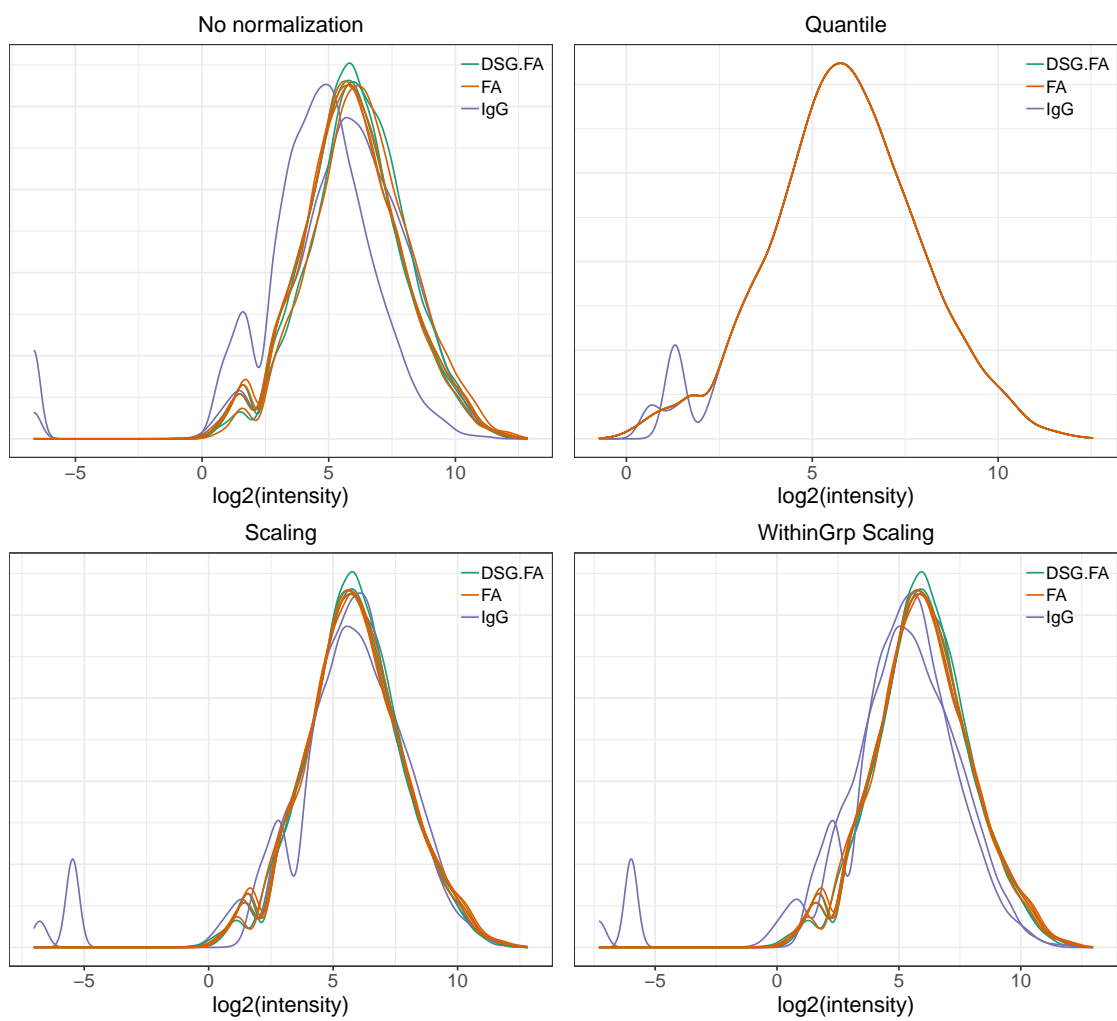 No normalization
DSG.FA
FA
IgG
−5
0
5
10
log2(intensity)
Quantile
DSG.FA
FA
IgG
0
5
10
log2(intensity)
Scaling
DSG.FA
FA
IgG
−5
0
5
10
log2(intensity)
WithinGrp Scaling
DSG.FA
FA
IgG
−5
0
5
10
log2(intensity)